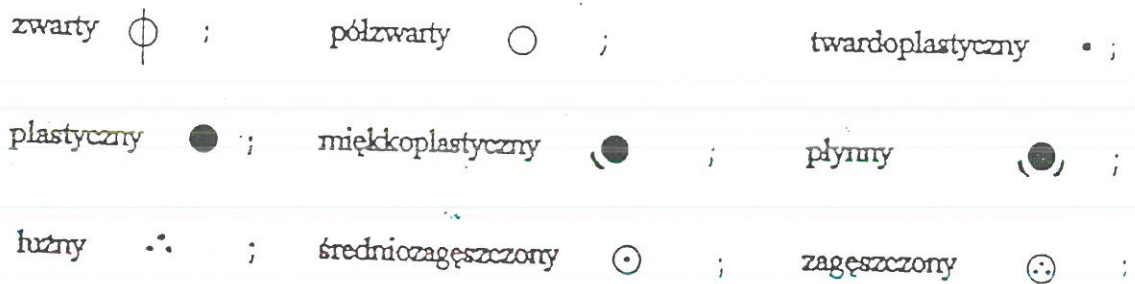 zwarty ; półzwarty ; twardoplastyczny ;
plastyczny ; miękkoplastyczny ; płynny ;
luźny ; średniozagęszczony ; zagęszczony ;